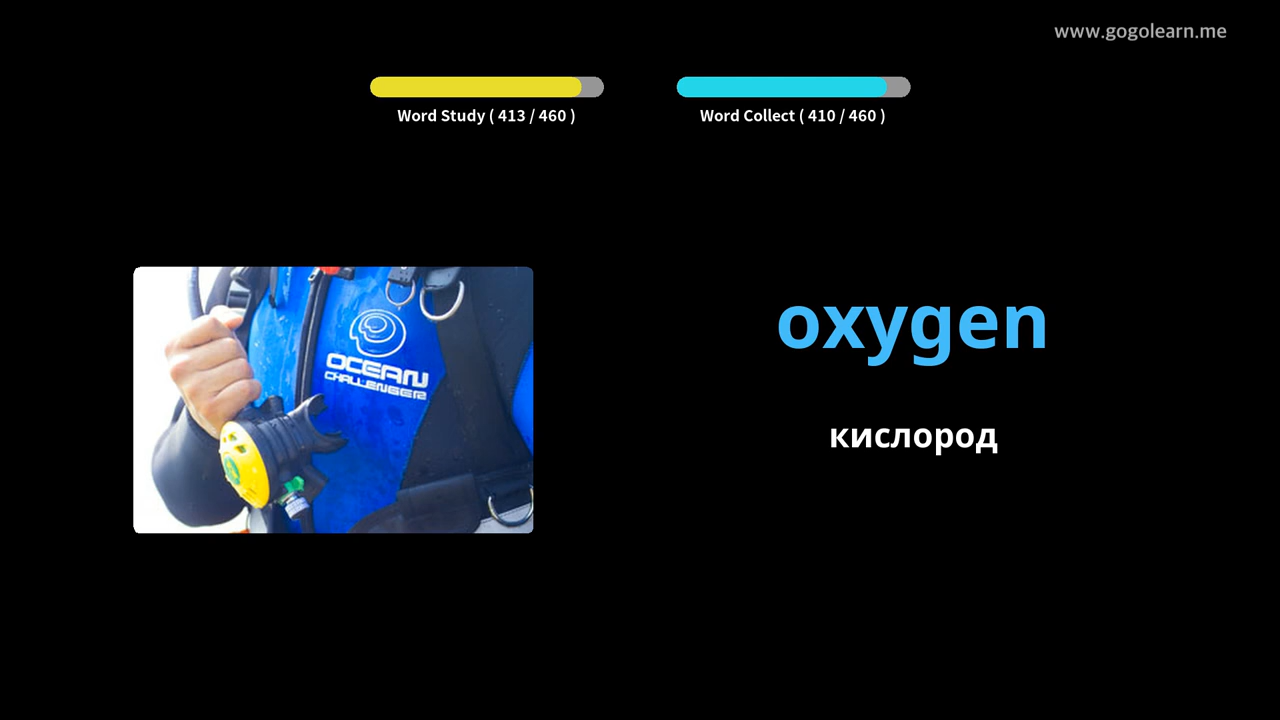 www.gogolearn.me
Word Study ( 413 / 460 )
Word Collect ( 410 / 460 )
OCEAN
CHALLENGER
oxygen
кислород